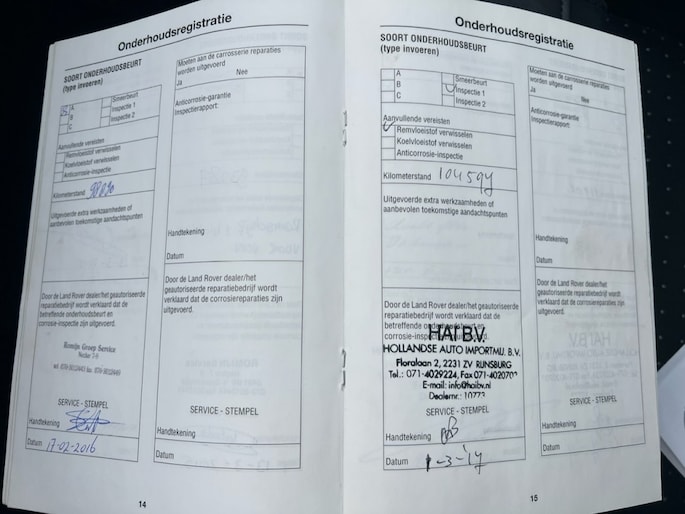 Onderhoudsregistratie
SOORT ONDERHOUDSBEURT
(type invoeren)
A
B
C
Smeerbeurt
Inspectie 1
Inspectie 2
Aanvullende vereisten
Remvloeistof verwisselen
Koelvloeistof verwisselen
Anticorrosie-inspectie
Kilometerstand
Uitgevoerde extra werkzaamheden of
aanbevolen toekomstige aandachtspunten
Door de Land Rover dealer/het geautoriseerde
reparatiebedrijf wordt verklaard dat de
betreffende onderhoudsbeurt en
corrosie-inspectie zijn uitgevoerd.
Romijn Groep Service
SERVICE - STEMPEL
Handtekening
Datum 17-02-2016
Moeten aan de carrosserie reparaties
worden uitgevoerd
Ja Nee
Anticorrosie-garantie
Inspectierapport:
Handtekening
Datum
Door de Land Rover dealer/het
geautoriseerde reparatiebedrijf wordt
verklaard dat de corrosiereparaties zijn
uitgevoerd.
SERVICE - STEMPEL
Handtekening
Datum
14
Onderhoudsregistratie
SOORT ONDERHOUDSBEURT
(type invoeren)
A
B
C
Smeerbeurt
Inspectie 1
Inspectie 2
Aanvullende vereisten
Remvloeistof verwisselen
Koelvloeistof verwisselen
Anticorrosie-inspectie
Kilometerstand
Uitgevoerde extra werkzaamheden of
aanbevolen toekomstige aandachtspunten
Door de Land Rover dealer/het geautoriseerde
reparatiebedrijf wordt verklaard dat de
betreffende onderhoudsbeurt en
corrosie-inspectie
HAI B.V.
HOLLANDSE AUTO IMPORTMIJ. B.V.
Floralaan 2, 2231 ZV RIJNSBURG
Tel.: 071-4029224, Fax 071-4020702
E-mail: info@haibv.nl
Dealernr.: 10773
SERVICE - STEMPEL
Handtekening
Datum 1-3-17
Moeten aan de carrosserie reparaties
worden uitgevoerd
Ja Nee
Anticorrosie-garantie
Inspectierapport:
Handtekening
Datum
Door de Land Rover dealer/het
geautoriseerde reparatiebedrijf wordt
verklaard dat de corrosiereparaties zijn
uitgevoerd.
SERVICE - STEMPEL
Handtekening
Datum
15